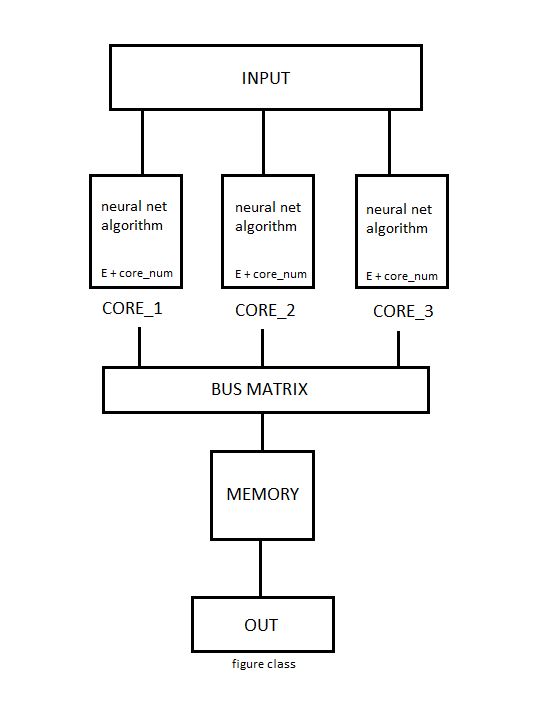 INPUT
neural net
algorithm
E + core_num
neural net
algorithm
E + core_num
neural net
algorithm
E + core_num
CORE_1
CORE_2
CORE_3
BUS MATRIX
MEMORY
OUT
figure class